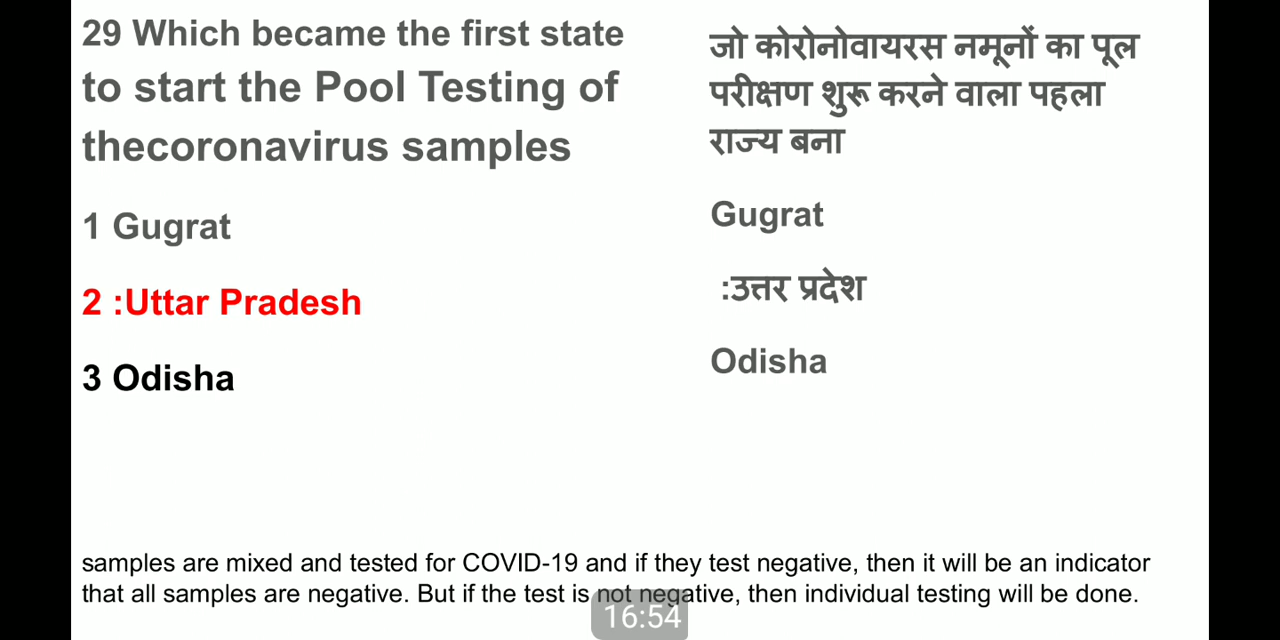 29 Which became the first state
to start the Pool Testing of
thecoronavirus samples
1 Gugrat
2 :Uttar Pradesh
3 Odisha
जो कोरोनोवायरस नमूनों का पूल
परीक्षण शुरू करने वाला पहला
राज्य बना
Gugrat
:उत्तर प्रदेश
Odisha
samples are mixed and tested for COVID-19 and if they test negative, then it will be an indicator
that all samples are negative. But if the test is not negative, then individual testing will be done.
16:54